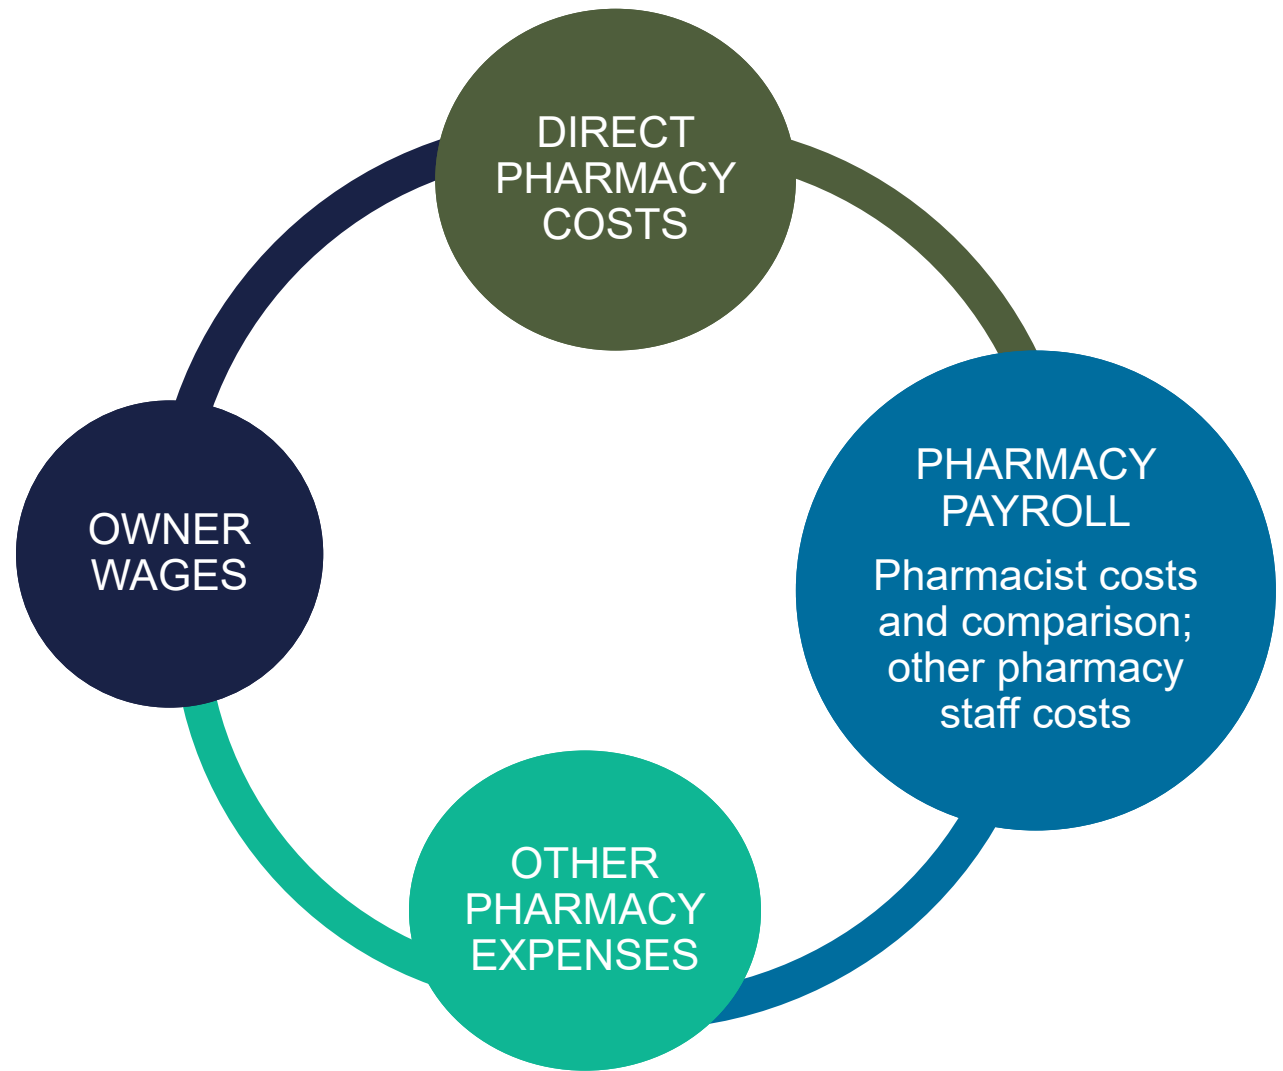 DIRECT
PHARMACY
COSTS
PHARMACY
PAYROLL
Pharmacist costs
and comparison;
other pharmacy
staff costs
OTHER
PHARMACY
EXPENSES
OWNER
WAGES